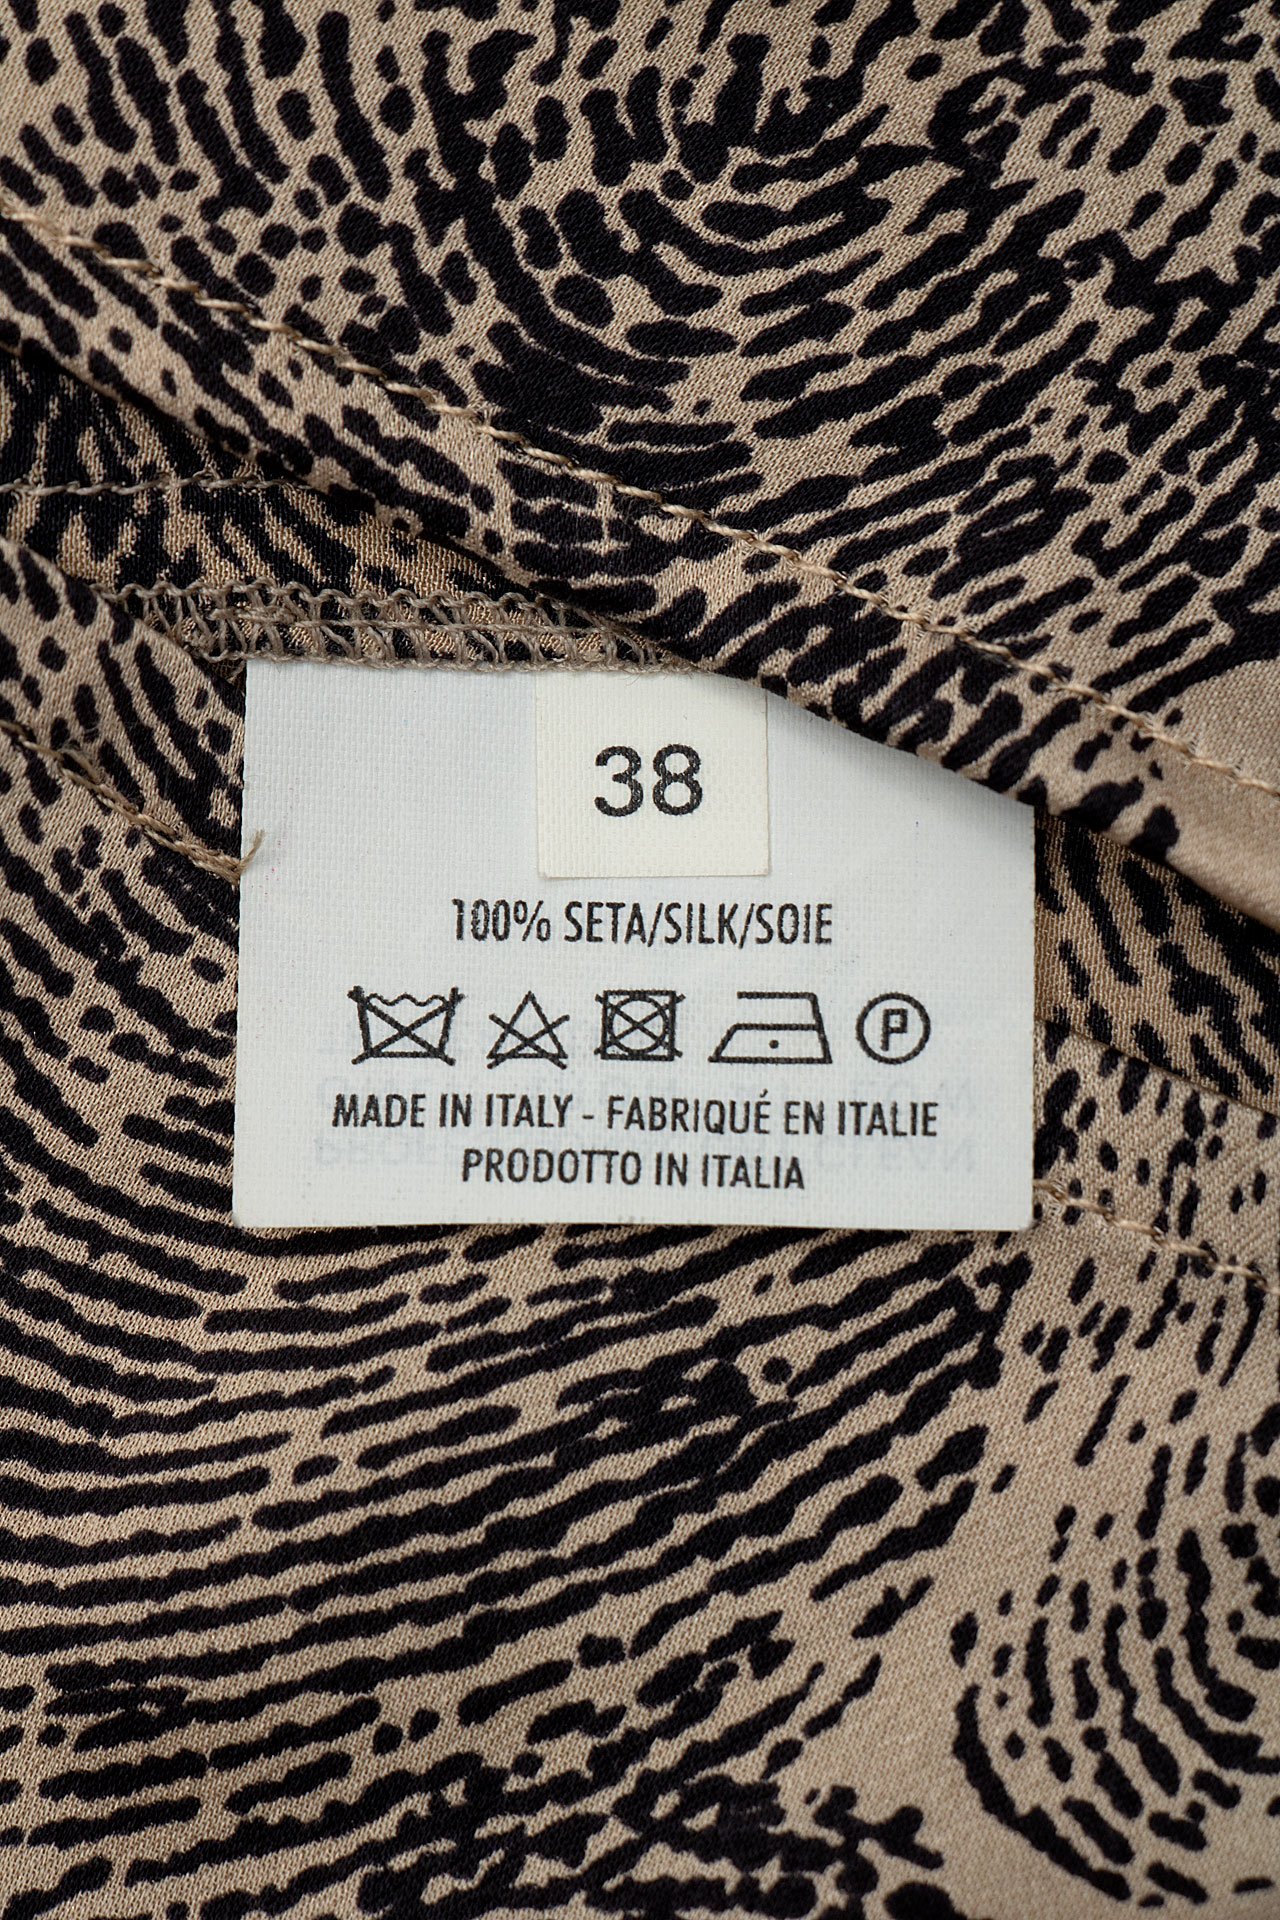 38
100% SETA/SILK/SOIE
P
MADE IN ITALY - FABRIQUÉ EN ITALIE
PRODOTTO IN ITALIA